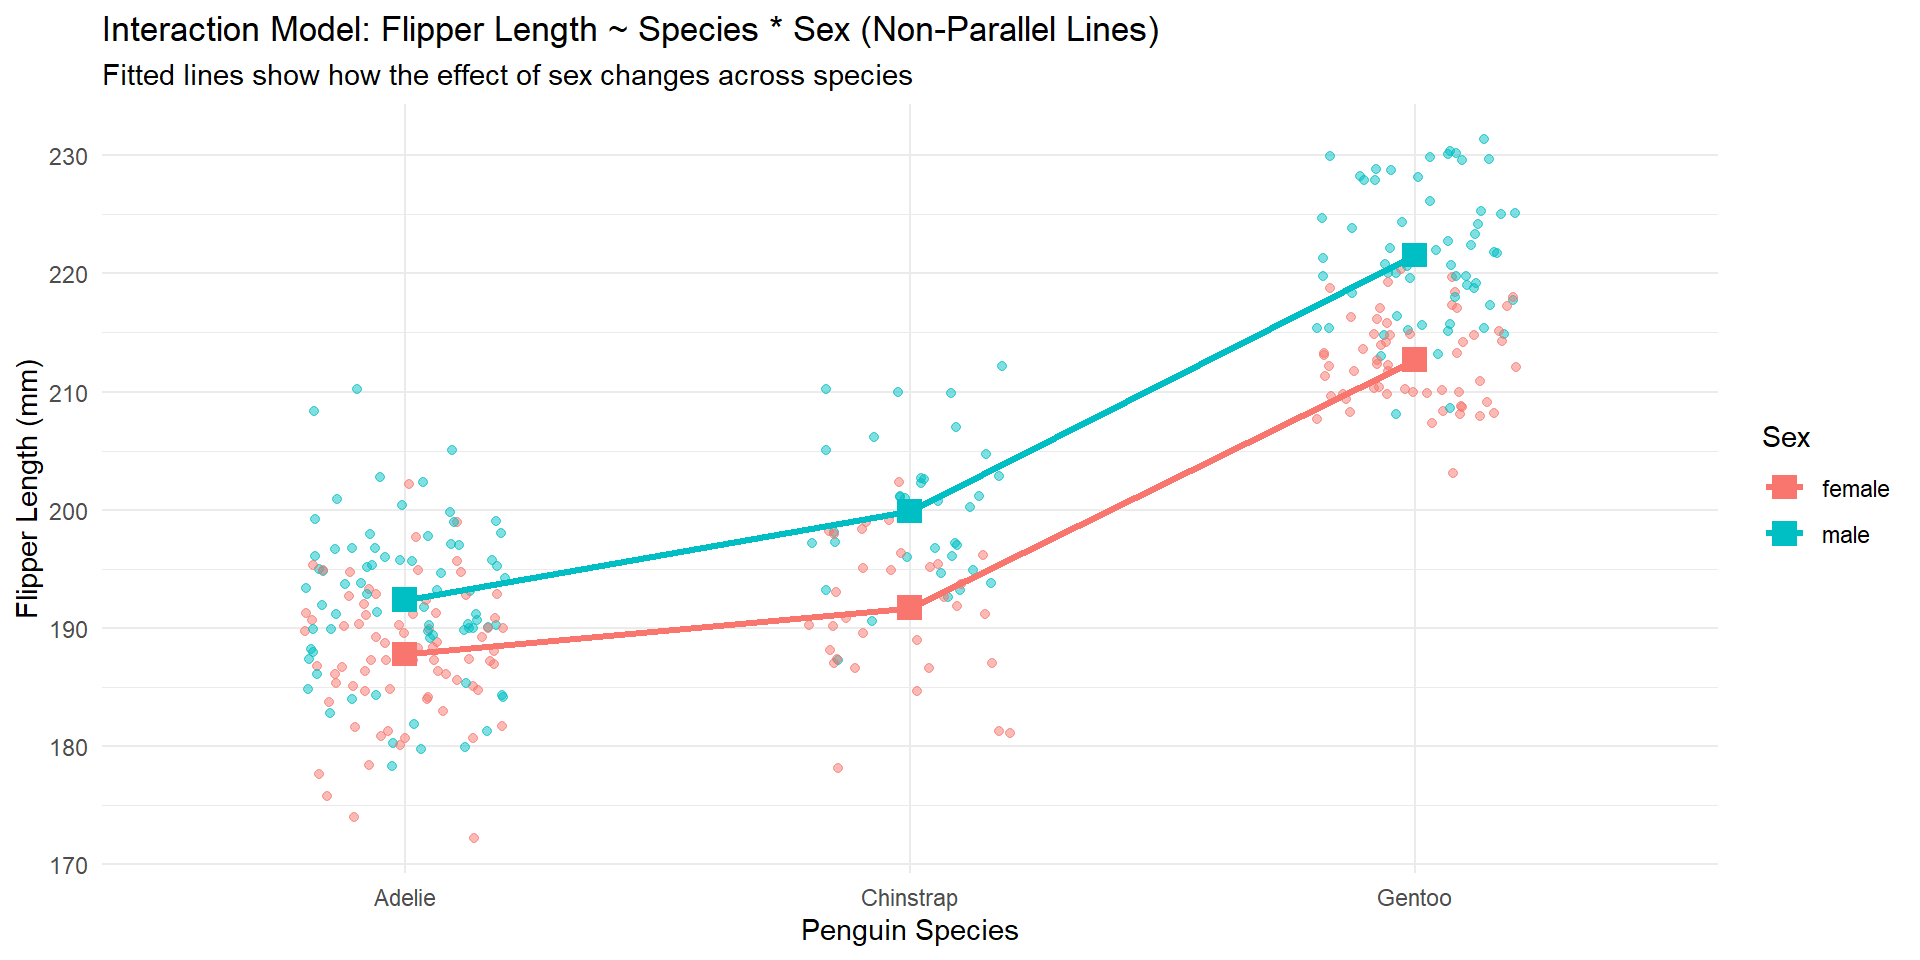 Interaction Model: Flipper Length ~ Species * Sex (Non-Parallel Lines)
Fitted lines show how the effect of sex changes across species
Flipper Length (mm)
230
220
210
200
190
180
170
Adelie
Chinstrap
Gentoo
Penguin Species
Sex
female
male